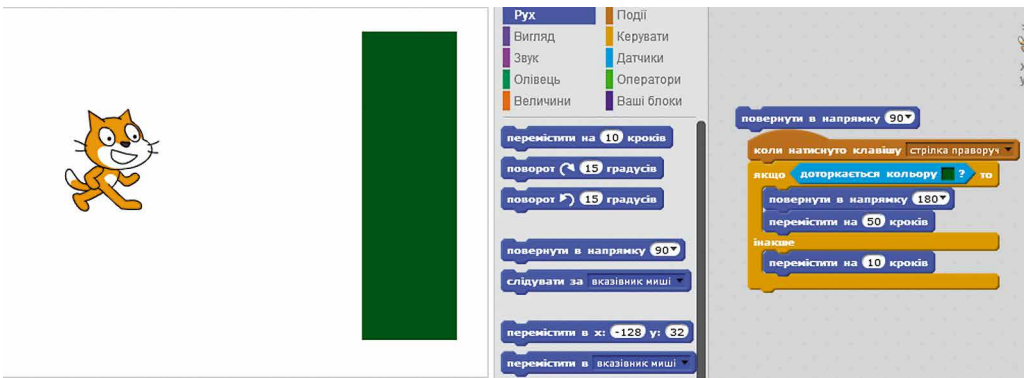 Рух
Події
Вигляд
Керувати
Звук
Датчики
Олівець
Оператори
Величини
Ваші блоки
перемістити на 10 кроків
поворот 15 градусів
поворот 15 градусів
повернути в напрямку 90
слідувати за вказівник миші
перемістити в x: -128 y: 32
перемістити в вказівник миші
повернути в напрямку 90
коли натиснуто клавішу стрілка праворуч
якщо доторкається кольору ? то
повернути в напрямку 180
перемістити на 50 кроків
інакше
перемістити на 10 кроків